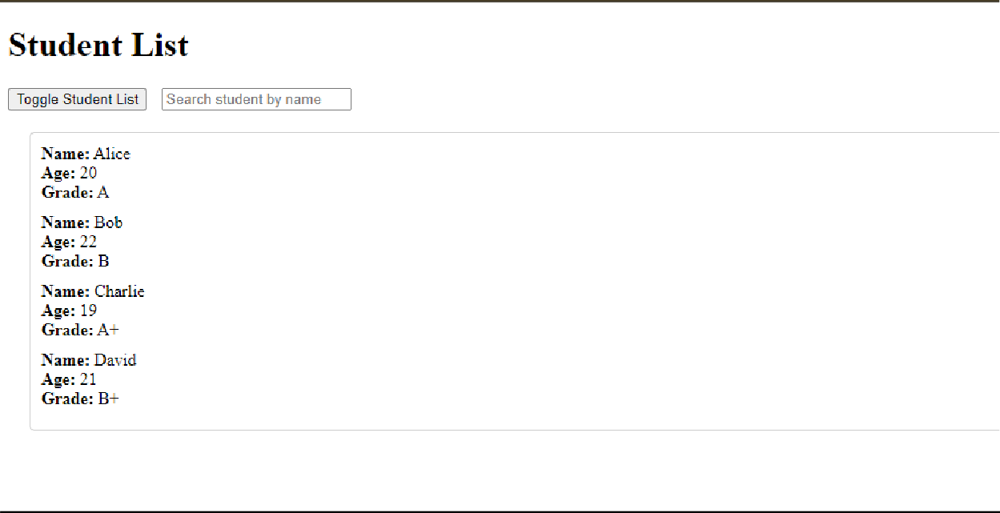 Student List
Toggle Student List Search student by name
Name: Alice
Age: 20
Grade: A
Name: Bob
Age: 22
Grade: B
Name: Charlie
Age: 19
Grade: A+
Name: David
Age: 21
Grade: B+